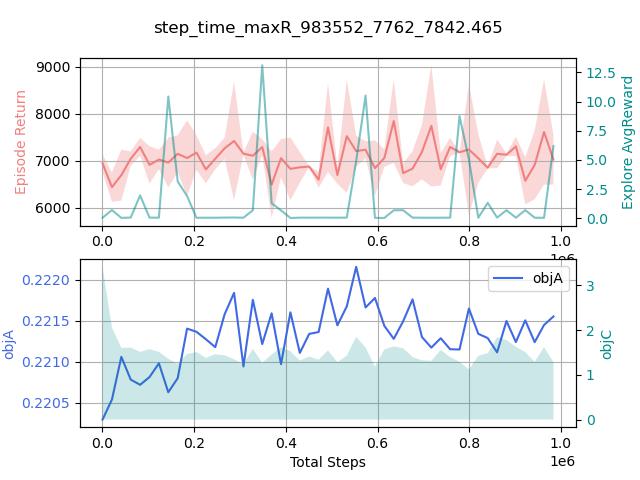 step_time_maxR_983552_7762_7842.465
9000
8000
7000
6000
Episode Return
12.5
10.0
7.5
5.0
2.5
0.0
Explore AvgReward
0.0 0.2 0.4 0.6 0.8 1.0
1e6
objA
0.2220
0.2215
0.2210
0.2205
objA
3
2
1
0
objC
0.0 0.2 0.4 0.6 0.8 1.0
Total Steps
1e6